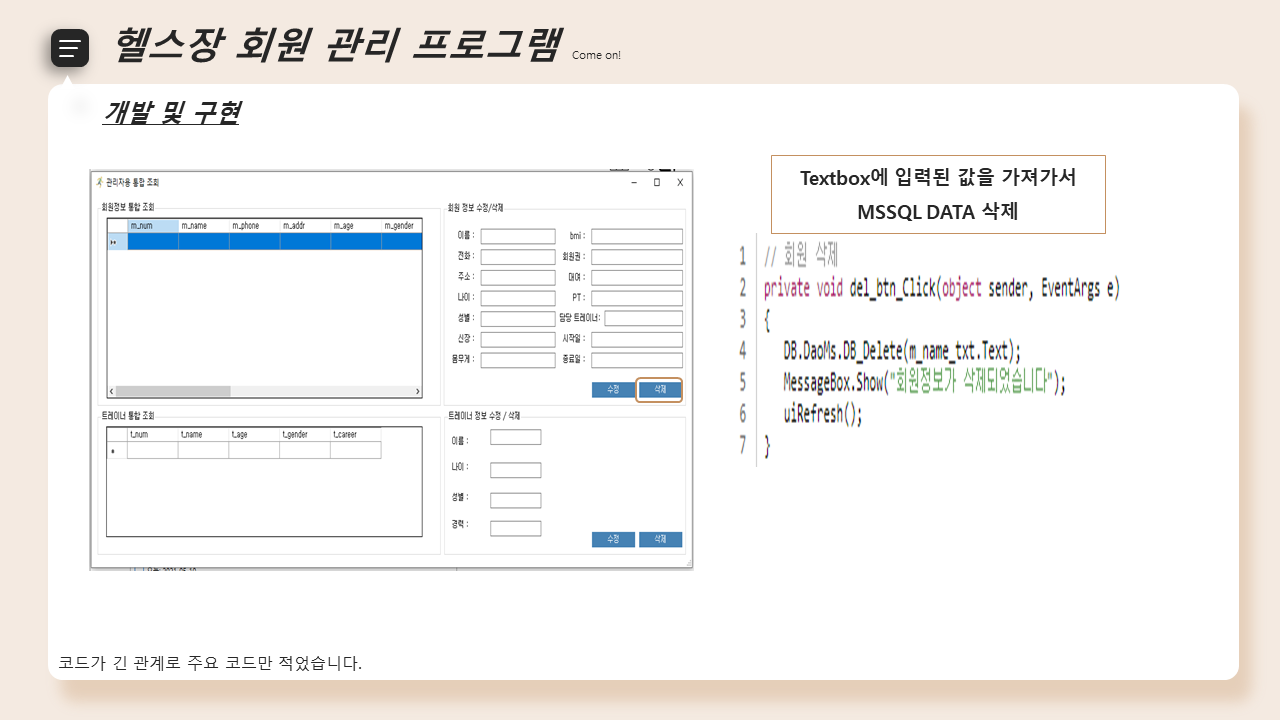 헬스장 회원 관리 프로그램 Come on!
개발 및 구현
관리자용 통합 조회
회원정보 통합 조회
m_num m_name m_phone m_addr m_age m_gender
회원 정보 수정/삭제
이름 : bmi :
전화 : 회원권 :
주소 : 대여 :
나이 : PT :
성별 : 담당 트레이너:
신장 : 시작일 :
몸무게 : 종료일 :
수정 삭제
트레이너 통합 조회
t_num t_name t_age t_gender t_career
트레이너 정보 수정 / 삭제
이름 :
나이 :
성별 :
경력 :
수정 삭제
Textbox에 입력된 값을 가져가서
MSSQL DATA 삭제
1 // 회원 삭제
2 private void del_btn_Click(object sender, EventArgs e)
3 {
4 DB.DaoMs.DB_Delete(m_name_txt.Text);
5 MessageBox.Show("회원정보가 삭제되었습니다");
6 uiRefresh();
7 }
코드가 긴 관계로 주요 코드만 적었습니다.